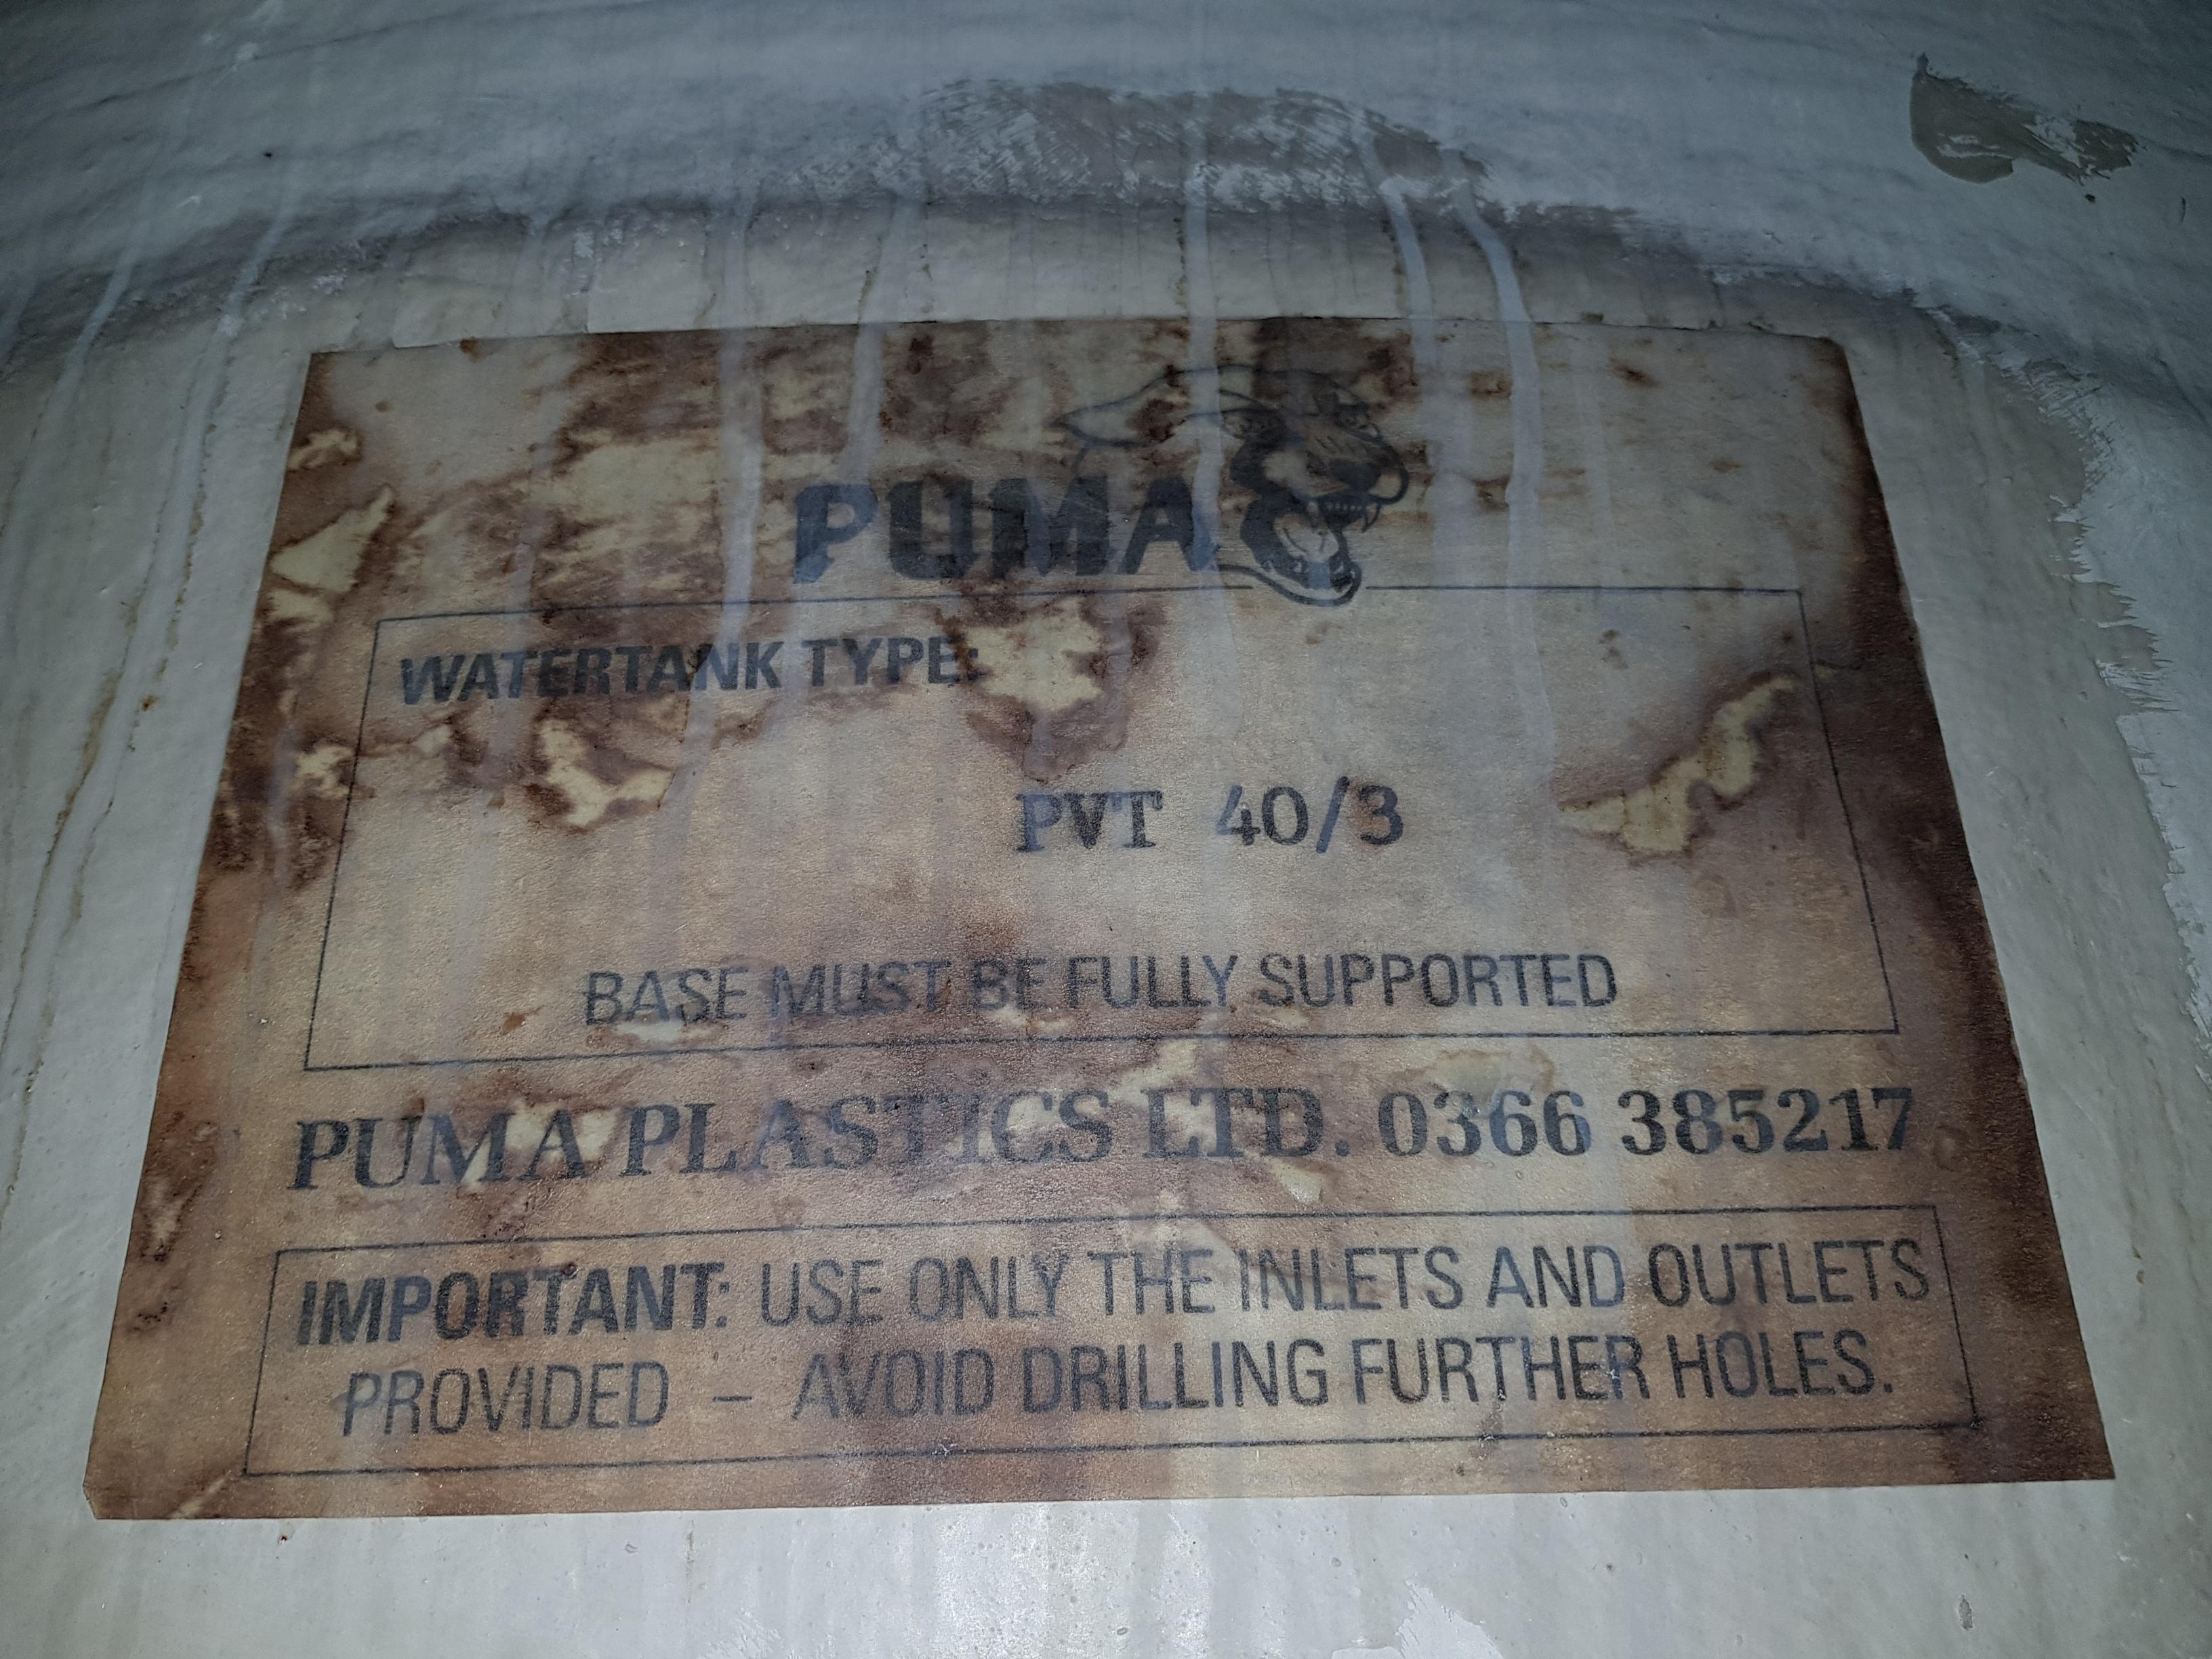 PUMA
WATERTANK TYPE:
PVT 40/3
BASE MUST BE FULLY SUPPORTED
PUMA PLASTICS LTD. 0366 385217
IMPORTANT: USE ONLY THE INLETS AND OUTLETS
PROVIDED – AVOID DRILLING FURTHER HOLES.